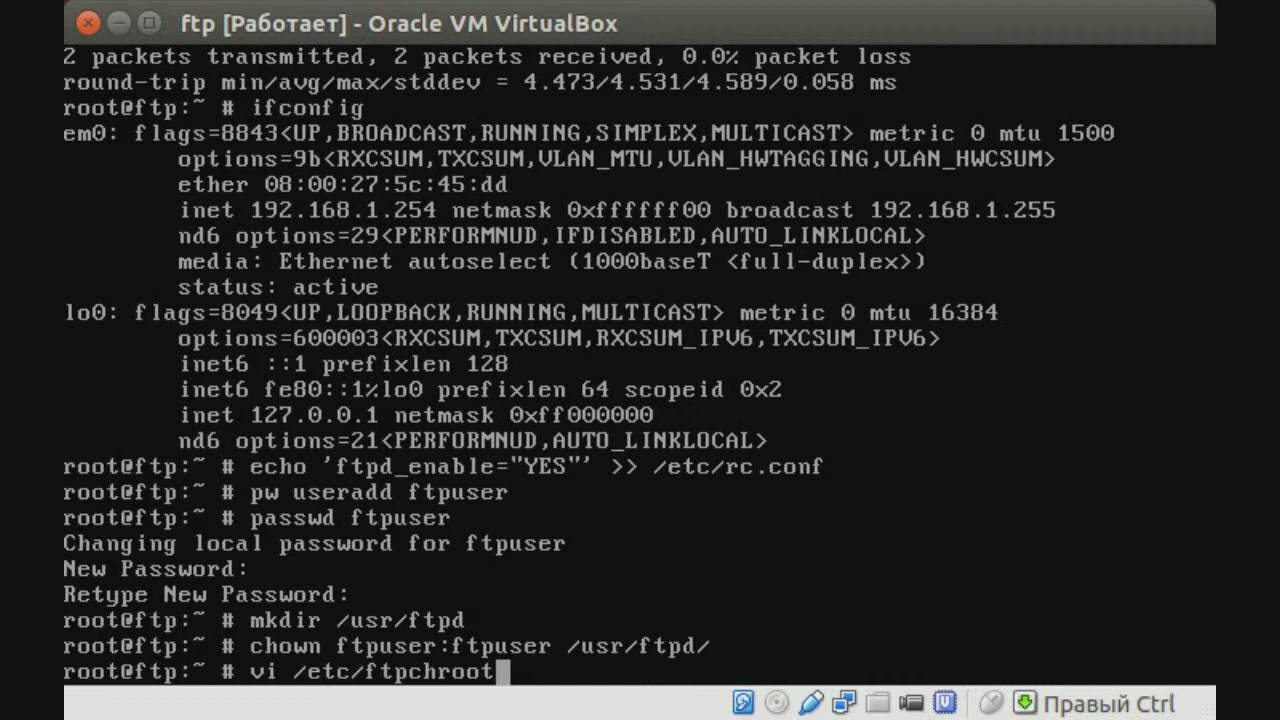 ftp [Работает] - Oracle VM VirtualBox
2 packets transmitted, 2 packets received, 0.0% packet loss
round-trip min/avg/max/stddev = 4.473/4.531/4.589/0.058 ms
root@ftp:~ # ifconfig
em0: flags=8843<UP,BROADCAST,RUNNING,SIMPLEX,MULTICAST> metric 0 mtu 1500
options=9b<RXCSUM,TXCSUM,VLAN_MTU,VLAN_HWTAGGING,VLAN_HWCSUM>
ether 08:00:27:5c:45:dd
inet 192.168.1.254 netmask 0xffffff00 broadcast 192.168.1.255
nd6 options=29<PERFORMNUD,IFDISABLED,AUTO_LINKLOCAL>
media: Ethernet autoselect (1000baseT <full-duplex>)
status: active
lo0: flags=8049<UP,LOOPBACK,RUNNING,MULTICAST> metric 0 mtu 16384
options=600003<RXCSUM,TXCSUM,RXCSUM_IPV6,TXCSUM_IPV6>
inet6 ::1 prefixlen 128
inet6 fe80::1%lo0 prefixlen 64 scopeid 0x2
inet 127.0.0.1 netmask 0xff000000
nd6 options=21<PERFORMNUD,AUTO_LINKLOCAL>
root@ftp:~ # echo 'ftpd_enable="YES"' >> /etc/rc.conf
root@ftp:~ # pw useradd ftpuser
root@ftp:~ # passwd ftpuser
Changing local password for ftpuser
New Password:
Retype New Password:
root@ftp:~ # mkdir /usr/ftpd
root@ftp:~ # chown ftpuser:ftpuser /usr/ftpd/
root@ftp:~ # vi /etc/ftpchroot
Правый Ctrl